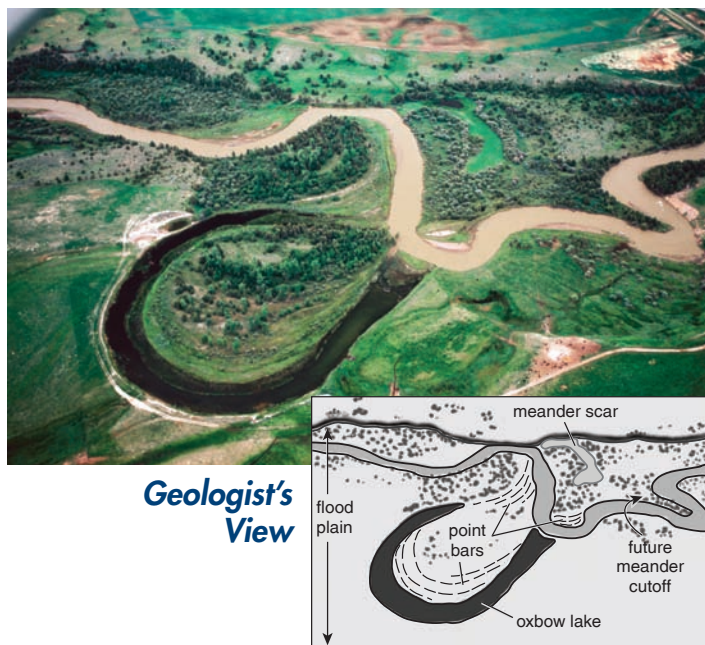 Geologist's
View
meander scar
flood
plain
point
bars
future
meander
cutoff
oxbow lake